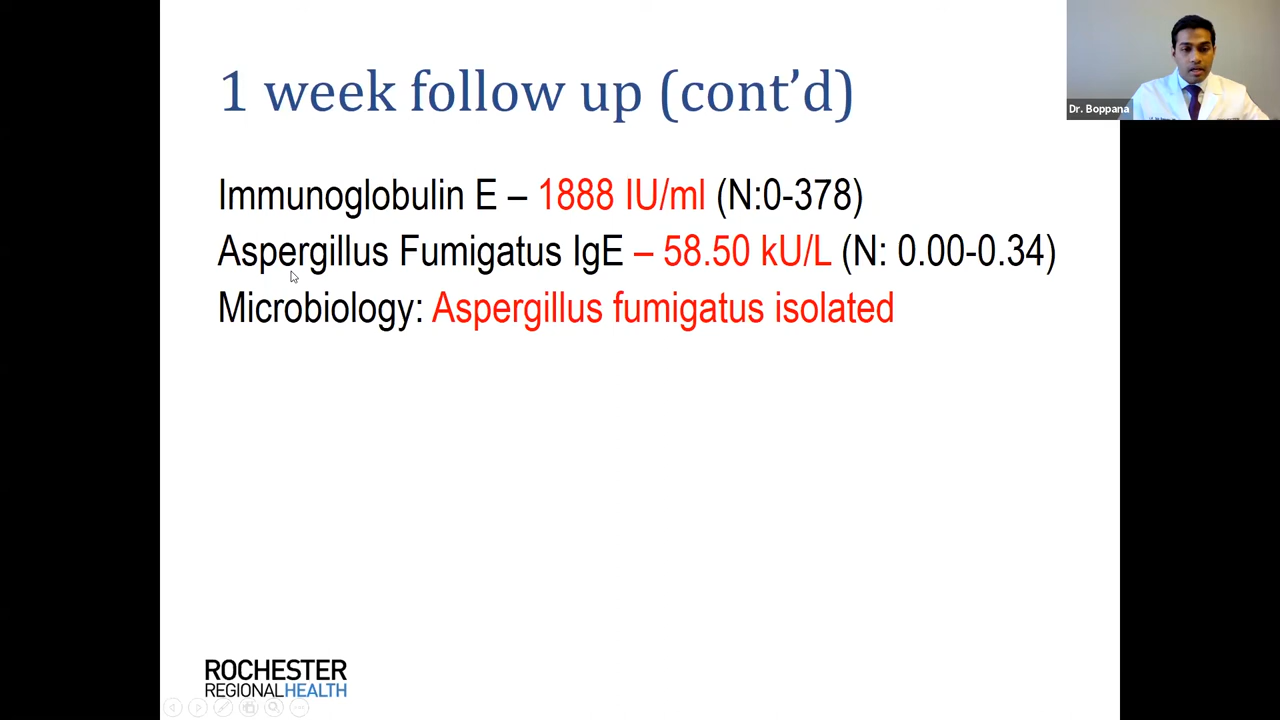 1 week follow up (cont’d)
Dr. Boppana
Immunoglobulin E – 1888 IU/ml (N:0-378)
Aspergillus Fumigatus IgE – 58.50 kU/L (N: 0.00-0.34)
Microbiology: Aspergillus fumigatus isolated
ROCHESTER
REGIONALHEALTH